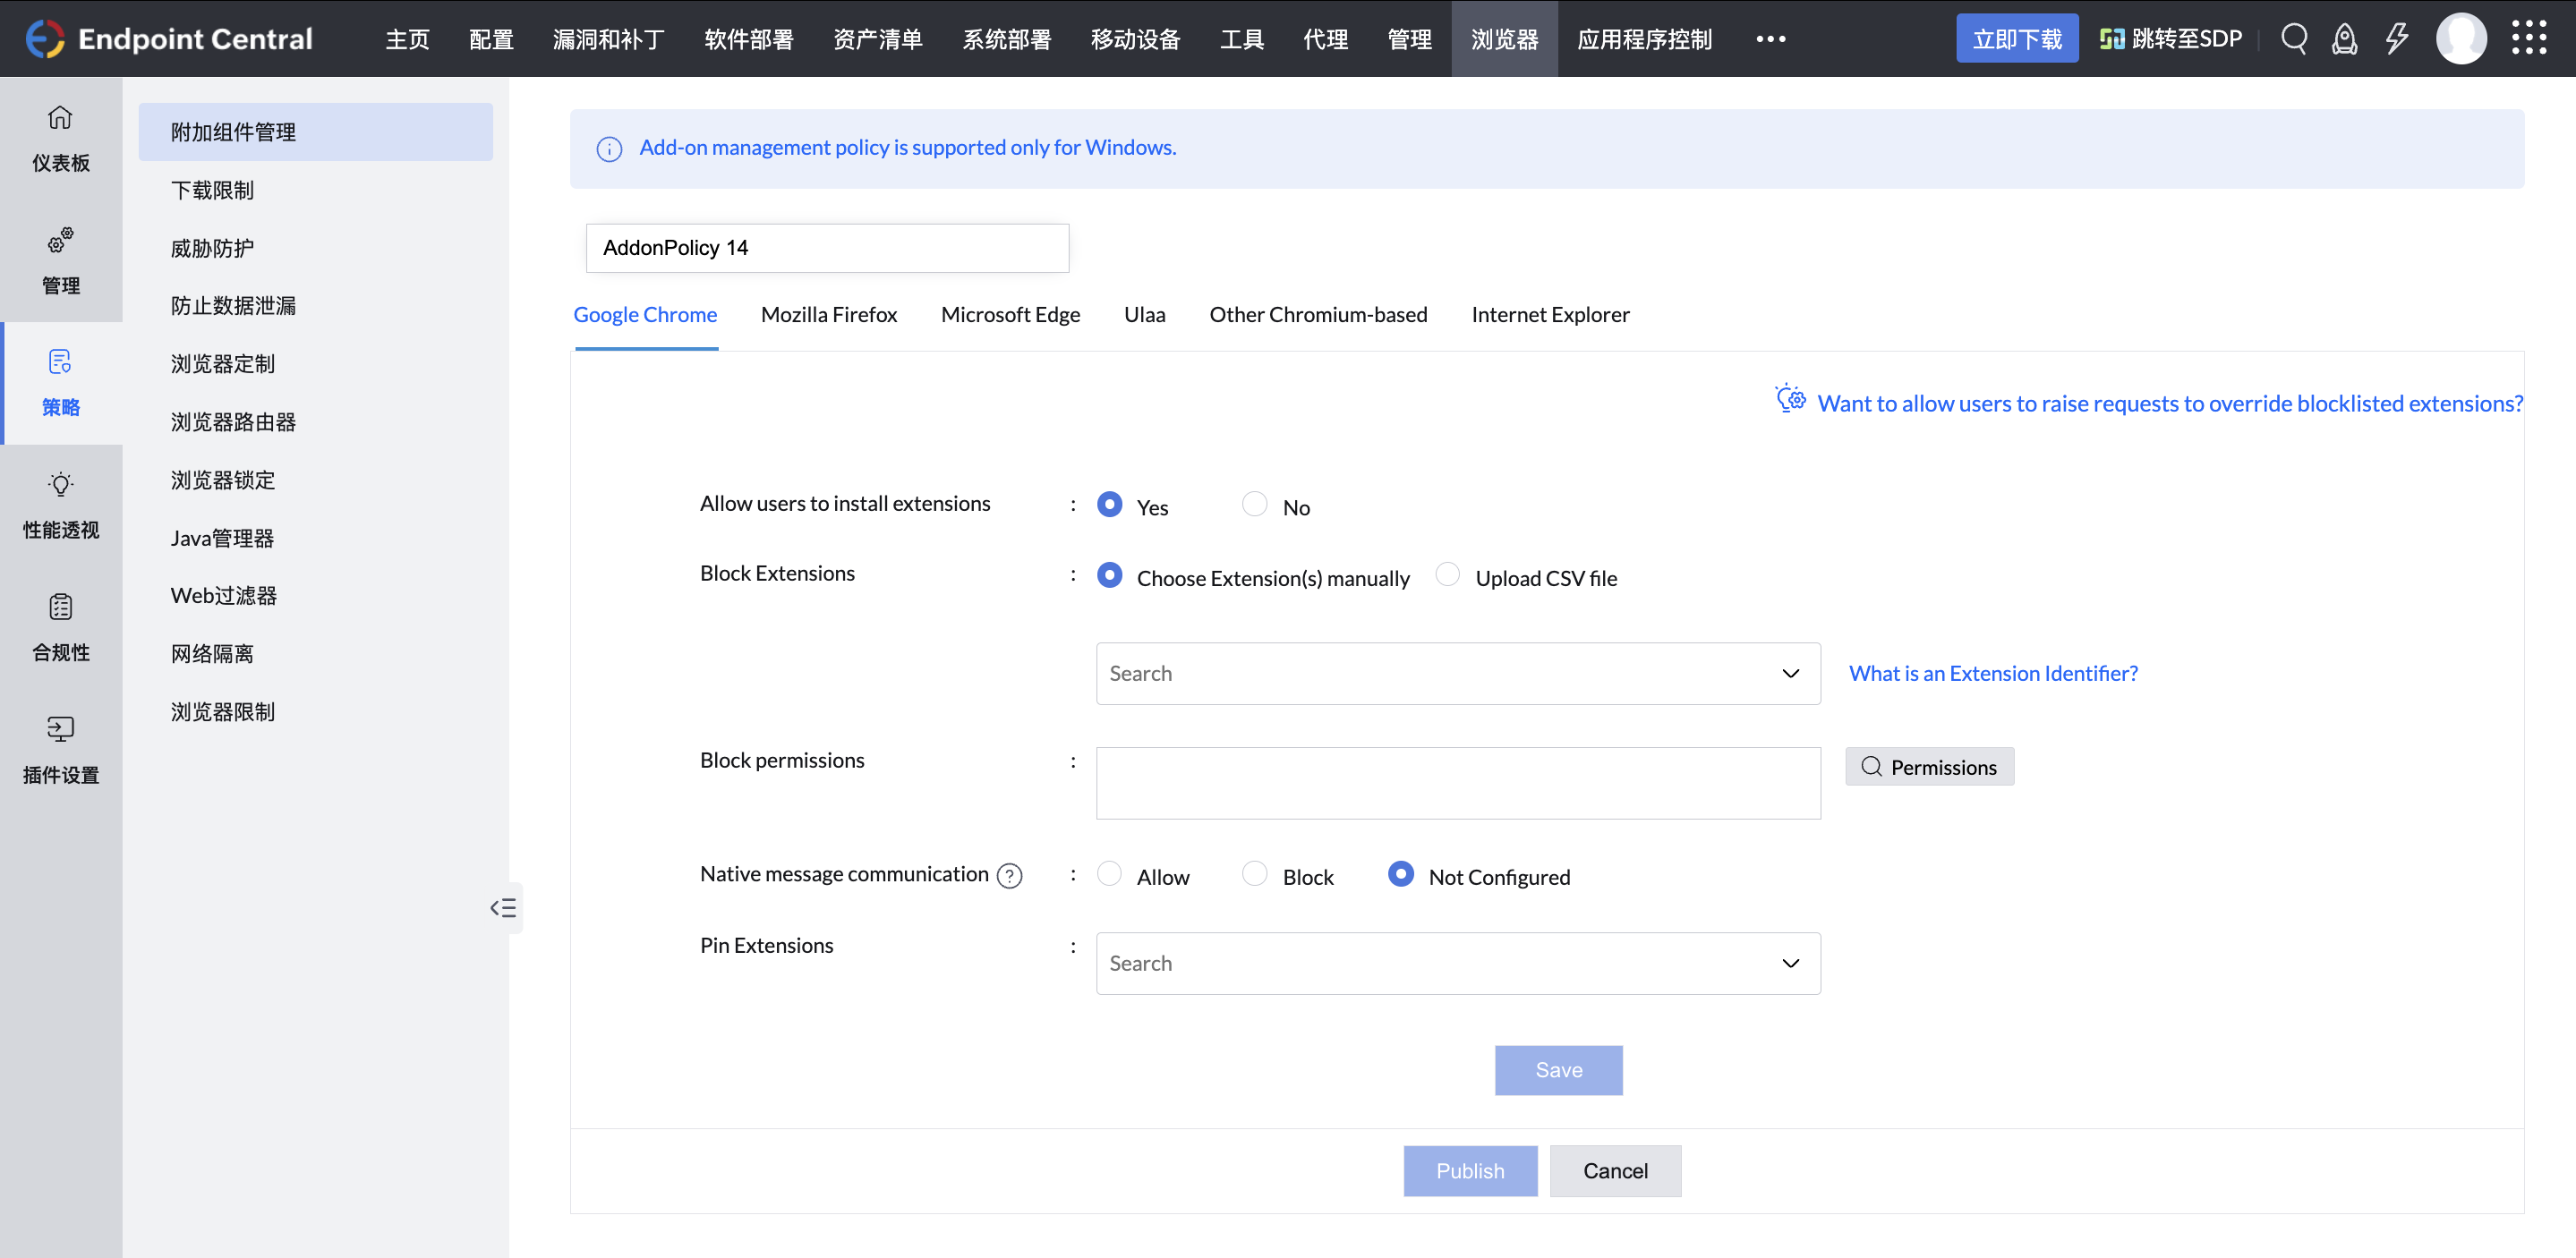 Endpoint Central 主页 配置 漏洞和补丁 软件部署 资产清单 系统部署 移动设备 工具 代理 管理 浏览器 应用程序控制 ••• 立即下载 跳转至SDP
仪表板
管理
策略
性能透视
合规性
插件设置
附加组件管理
下载限制
威胁防护
防止数据泄漏
浏览器定制
浏览器路由器
浏览器锁定
Java管理器
Web过滤器
网络隔离
浏览器限制
Add-on management policy is supported only for Windows.
AddonPolicy 14
Google Chrome Mozilla Firefox Microsoft Edge Ulaa Other Chromium-based Internet Explorer
Want to allow users to raise requests to override blocklisted extensions?
Allow users to install extensions : Yes No
Block Extensions : Choose Extension(s) manually Upload CSV file
Search What is an Extension Identifier?
Block permissions : Permissions
Native message communication ? : Allow Block Not Configured
Pin Extensions : Search
Save
Publish Cancel